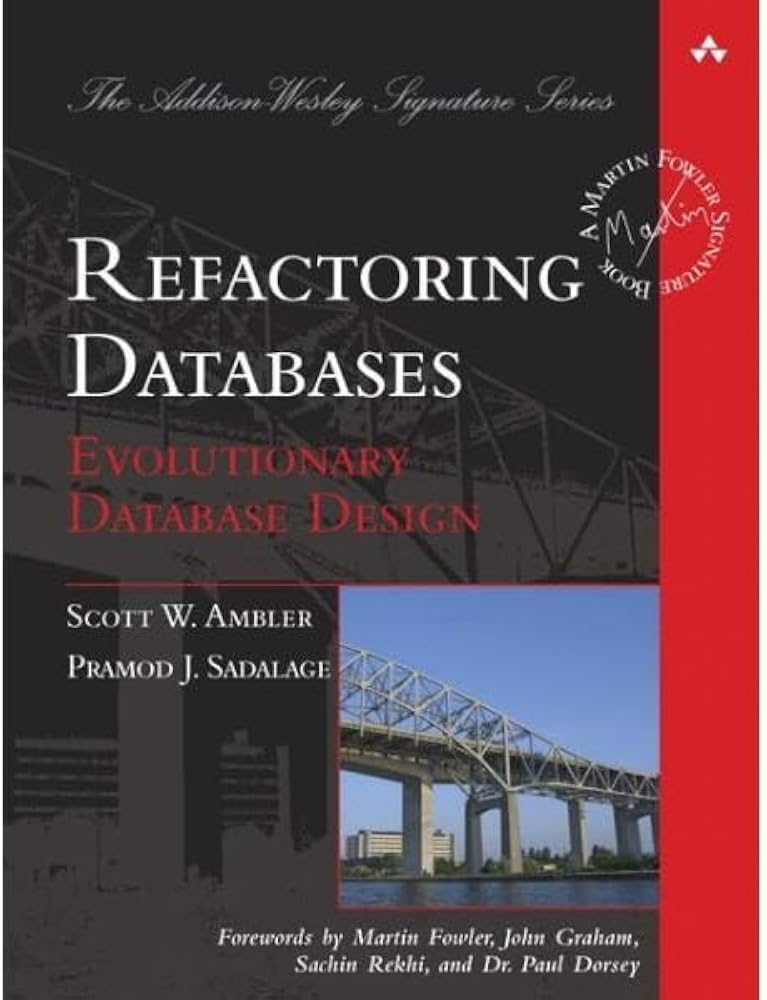 The Addison-Wesley Signature Series
A MARTIN FOWLER SIGNATURE BOOK
Martin
REFACTORING
DATABASES
EVOLUTIONARY
DATABASE DESIGN
SCOTT W. AMBLER
PRAMOD J. SADALAGE
Forewords by Martin Fowler, John Graham,
Sachin Rekhi, and Dr. Paul Dorsey